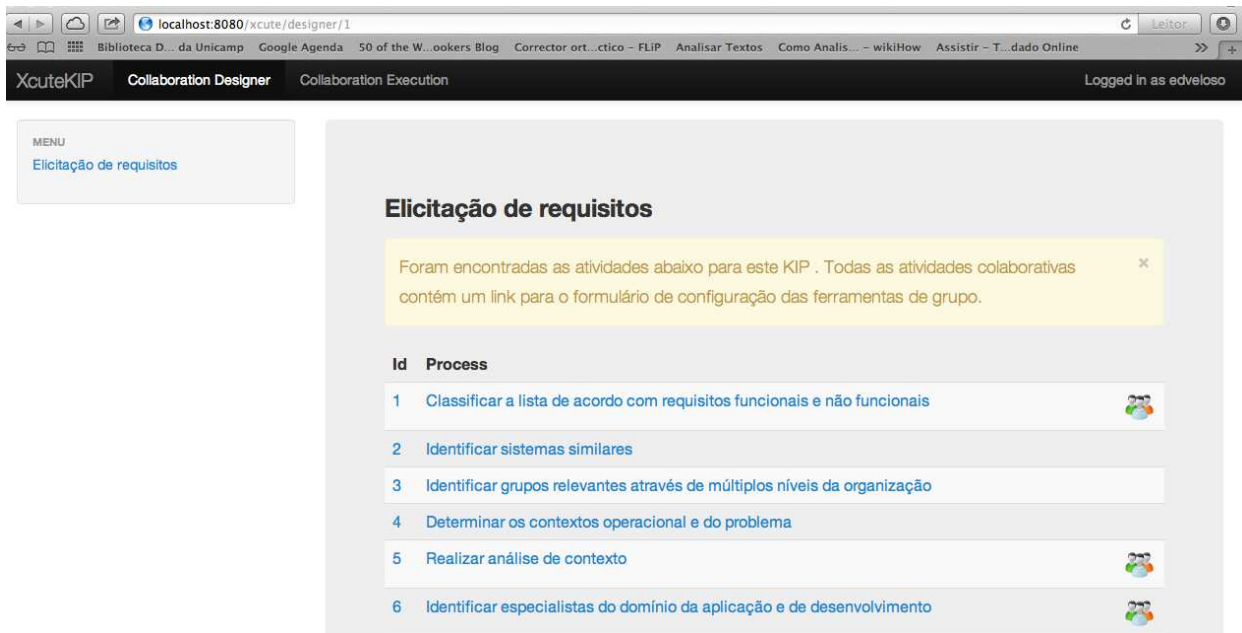 localhost:8080/xcute/designer/1
Leitor
Biblioteca D... da Unicamp Google Agenda 50 of the W...ookers Blog Corrector ort...ctico – FLiP Analisar Textos Como Analis... – wikiHow Assistir – T...dado Online
XcuteKIP Collaboration Designer Collaboration Execution Logged in as edveloso
MENU
Elicitação de requisitos
Elicitação de requisitos
Foram encontradas as atividades abaixo para este KIP . Todas as atividades colaborativas
contém um link para o formulário de configuração das ferramentas de grupo.
Id Process
1 Classificar a lista de acordo com requisitos funcionais e não funcionais
2 Identificar sistemas similares
3 Identificar grupos relevantes através de múltiplos níveis da organização
4 Determinar os contextos operacional e do problema
5 Realizar análise de contexto
6 Identificar especialistas do domínio da aplicação e de desenvolvimento